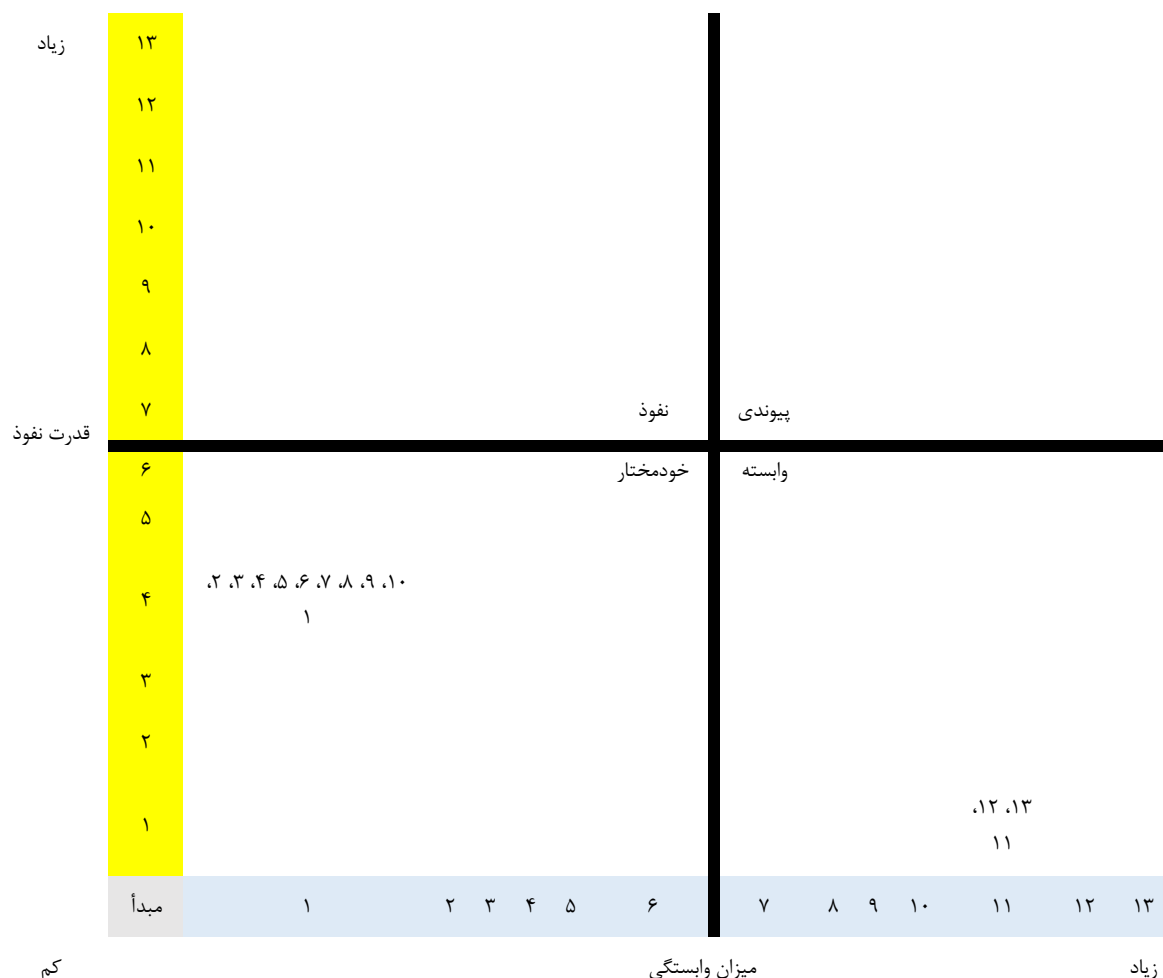 زیاد
۱۳
۱۲
۱۱
۱۰
۹
۸
۷
نفوذ
پیوندی
قدرت نفوذ
۶
خودمختار
وابسته
۵
۴
۱۰، ۹، ۸، ۷، ۶، ۵، ۴، ۳، ۲،
۱
۳
۲
۱
۱۳، ۱۲،
۱۱
مبدأ ۱ ۲ ۳ ۴ ۵ ۶ ۷ ۸ ۹ ۱۰ ۱۱ ۱۲ ۱۳
کم
میزان وابستگی
زیاد